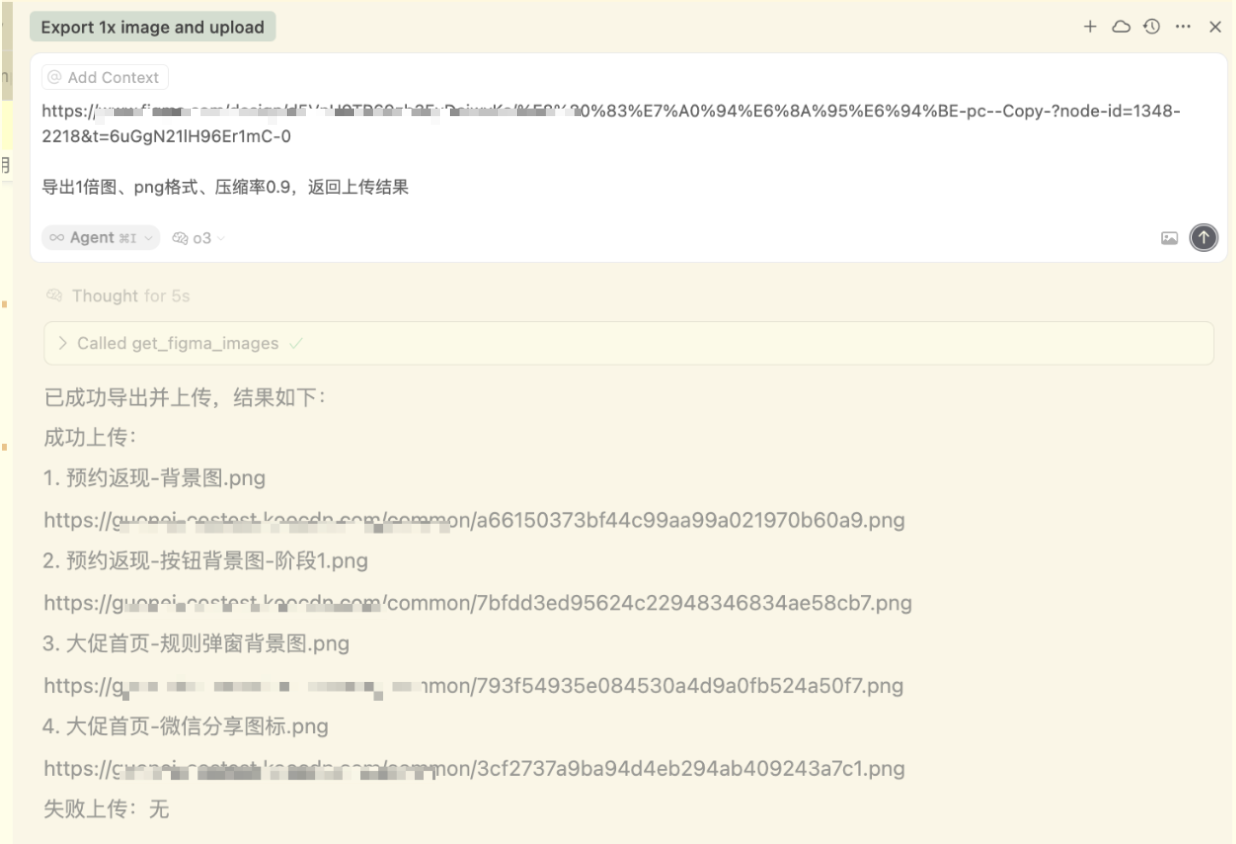 Export 1x image and upload
Add Context
https://
0%83%E7%A0%94%E6%8A%95%E6%94%BE-pc--Copy-?node-id=1348-
2218&t=6uGgN21lH96Er1mC-0
导出1倍图、png格式、压缩率0.9，返回上传结果
Agent ⌘I
o3
Thought for 5s
Called get_figma_images
已成功导出并上传，结果如下：
成功上传：
1. 预约返现-背景图.png
https://g on/a66150373bf44c99aa99a021970b60a9.png
2. 预约返现-按钮背景图-阶段1.png
https://g /common/7bfdd3ed95624c22948346834ae58cb7.png
3. 大促首页-规则弹窗背景图.png
https://g mon/793f54935e084530a4d9a0fb524a50f7.png
4. 大促首页-微信分享图标.png
https://g mon/3cf2737a9ba94d4eb294ab409243a7c1.png
失败上传：无